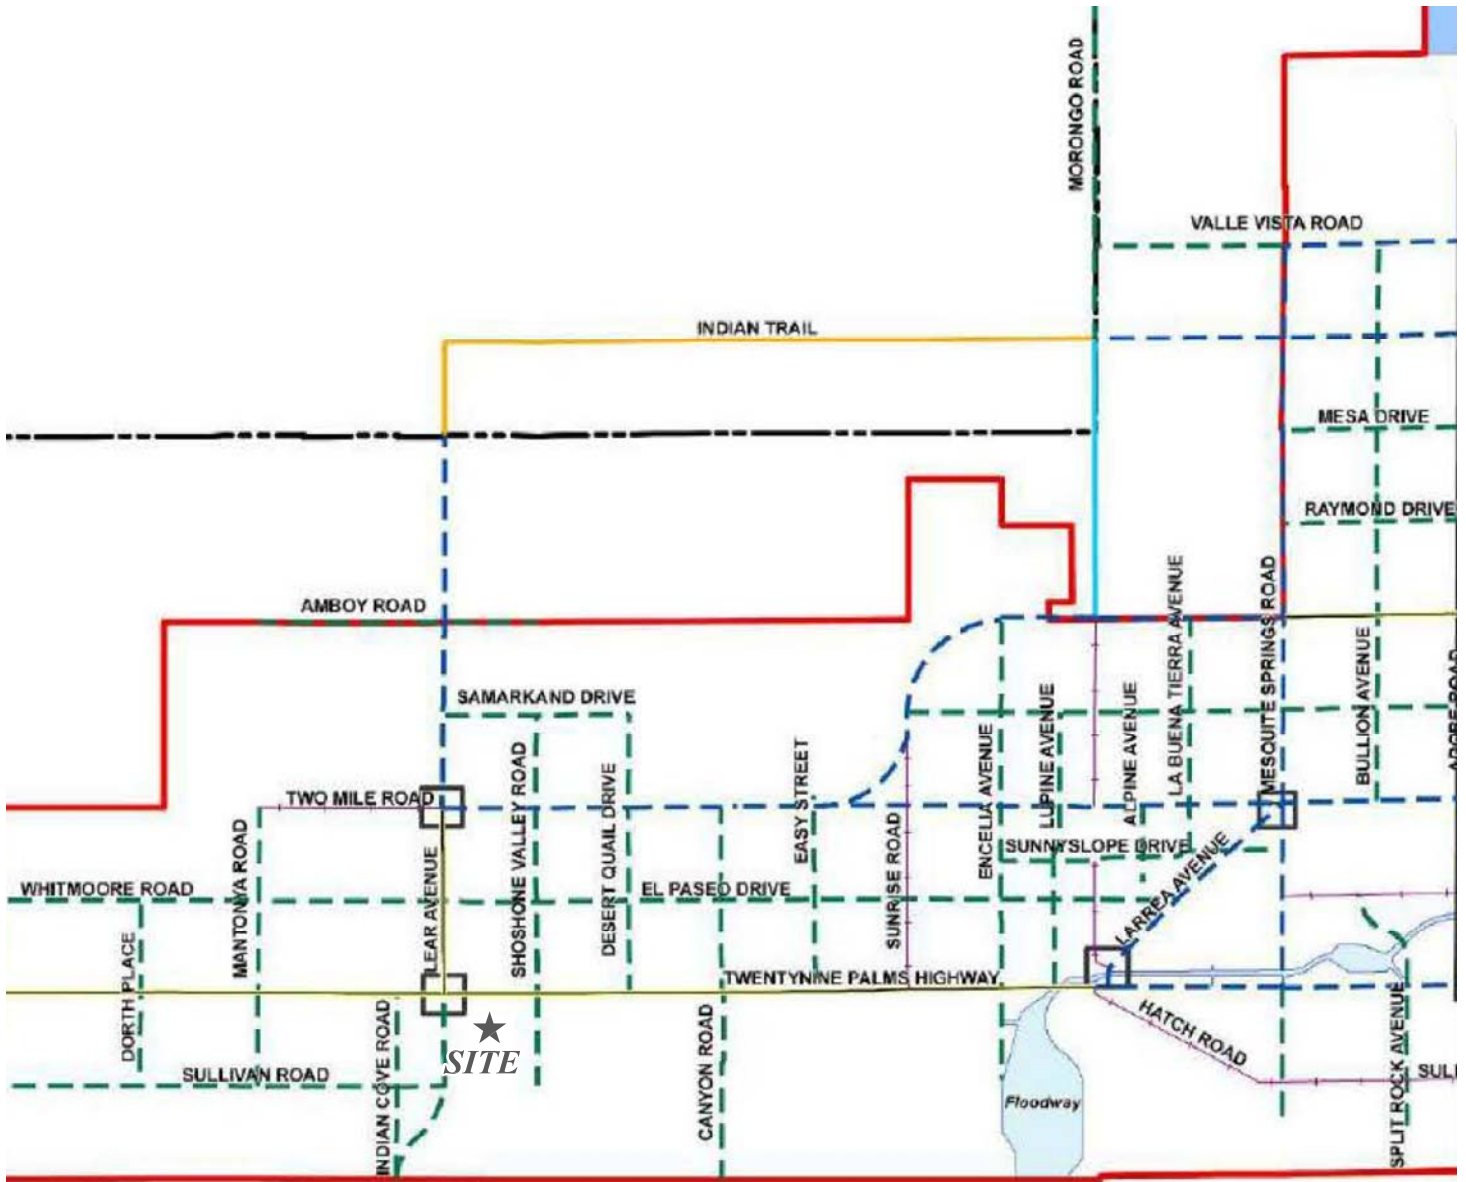 MORONGO ROAD
VALLE VISTA ROAD
INDIAN TRAIL
MESA DRIVE
RAYMOND DRIVE
AMBOY ROAD
LA BUENA TIERRA AVENUE
MESQUITE SPRINGS ROAD
BULLION AVENUE
SAMARKAND DRIVE
LUPINE AVENUE
ALPINE AVENUE
SHOSHONE VALLEY ROAD
DESERT QUAIL DRIVE
EASY STREET
ENCELIA AVENUE
TWO MILE ROAD
MANTONYA ROAD
LEAR AVENUE
SUNRISE ROAD
SUNNYSLOPE DRIVE
LARREA AVENUE
WHITMOORE ROAD
EL PASEO DRIVE
DORTH PLACE
TWENTYNINE PALMS HIGHWAY
INDIAN COVE ROAD
CANYON ROAD
HATCH ROAD
SPLIT ROCK AVENUE
SITE
SULLIVAN ROAD
SULL
Floodway